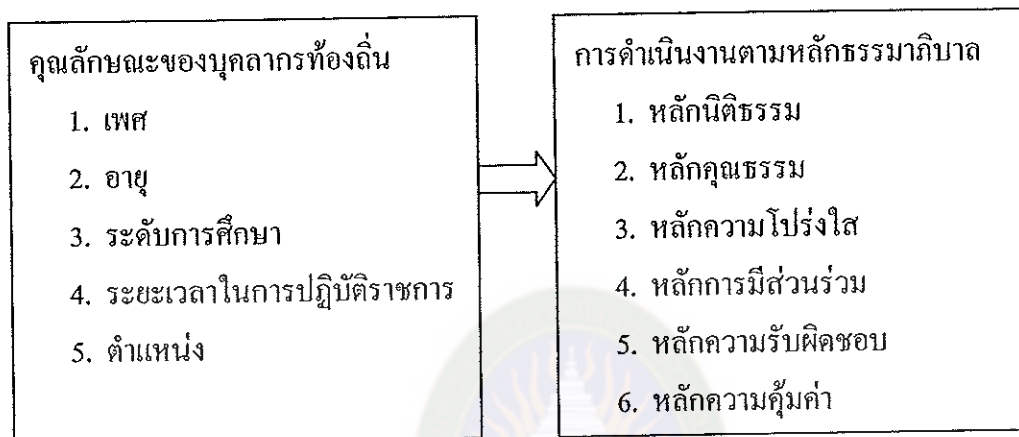 คุณลักษณะของบุคลากรท้องถิ่น
1. เพศ
2. อายุ
3. ระดับการศึกษา
4. ระยะเวลาในการปฏิบัติราชการ
5. ตำแหน่ง
การดำเนินงานตามหลักธรรมาภิบาล
1. หลักนิติธรรม
2. หลักคุณธรรม
3. หลักความโปร่งใส
4. หลักการมีส่วนร่วม
5. หลักความรับผิดชอบ
6. หลักความคุ้มค่า